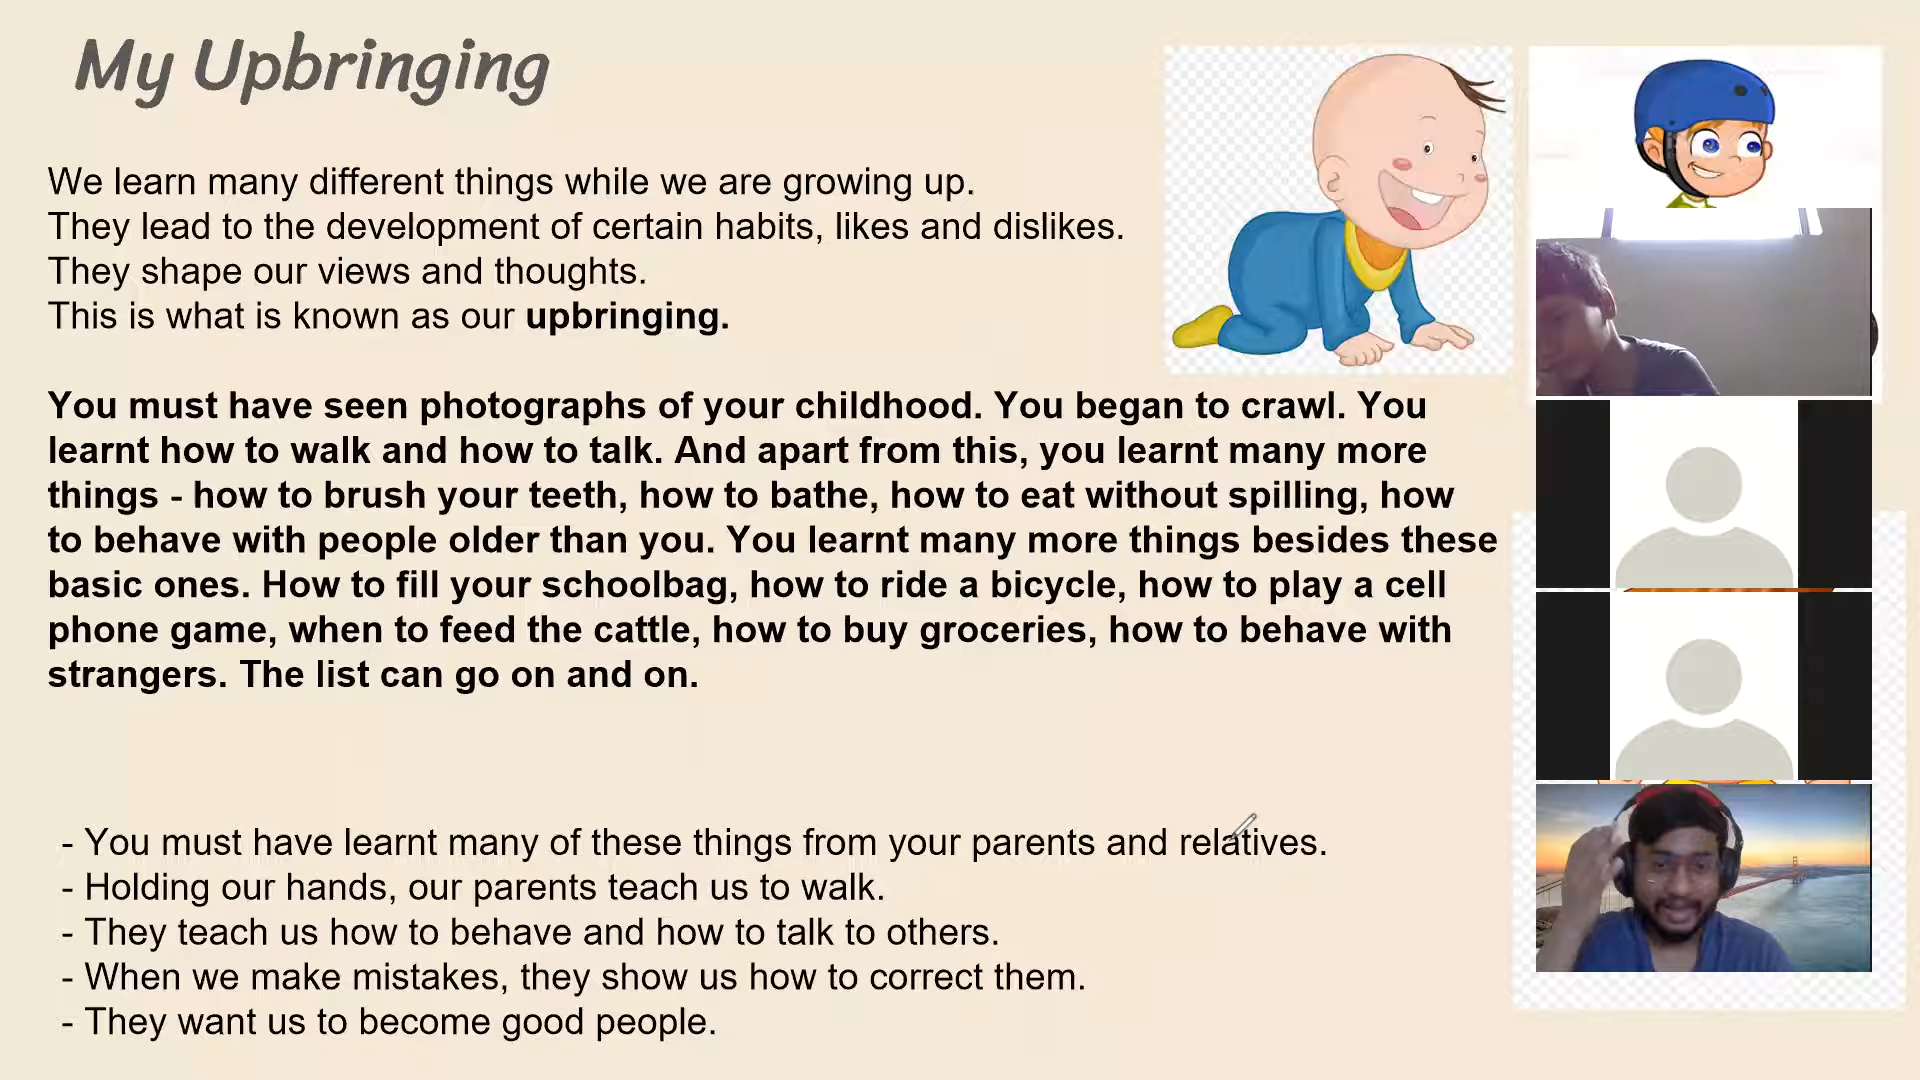 My Upbringing
We learn many different things while we are growing up.
They lead to the development of certain habits, likes and dislikes.
They shape our views and thoughts.
This is what is known as our upbringing.
You must have seen photographs of your childhood. You began to crawl. You
learnt how to walk and how to talk. And apart from this, you learnt many more
things - how to brush your teeth, how to bathe, how to eat without spilling, how
to behave with people older than you. You learnt many more things besides these
basic ones. How to fill your schoolbag, how to ride a bicycle, how to play a cell
phone game, when to feed the cattle, how to buy groceries, how to behave with
strangers. The list can go on and on.
- You must have learnt many of these things from your parents and relatives.
- Holding our hands, our parents teach us to walk.
- They teach us how to behave and how to talk to others.
- When we make mistakes, they show us how to correct them.
- They want us to become good people.